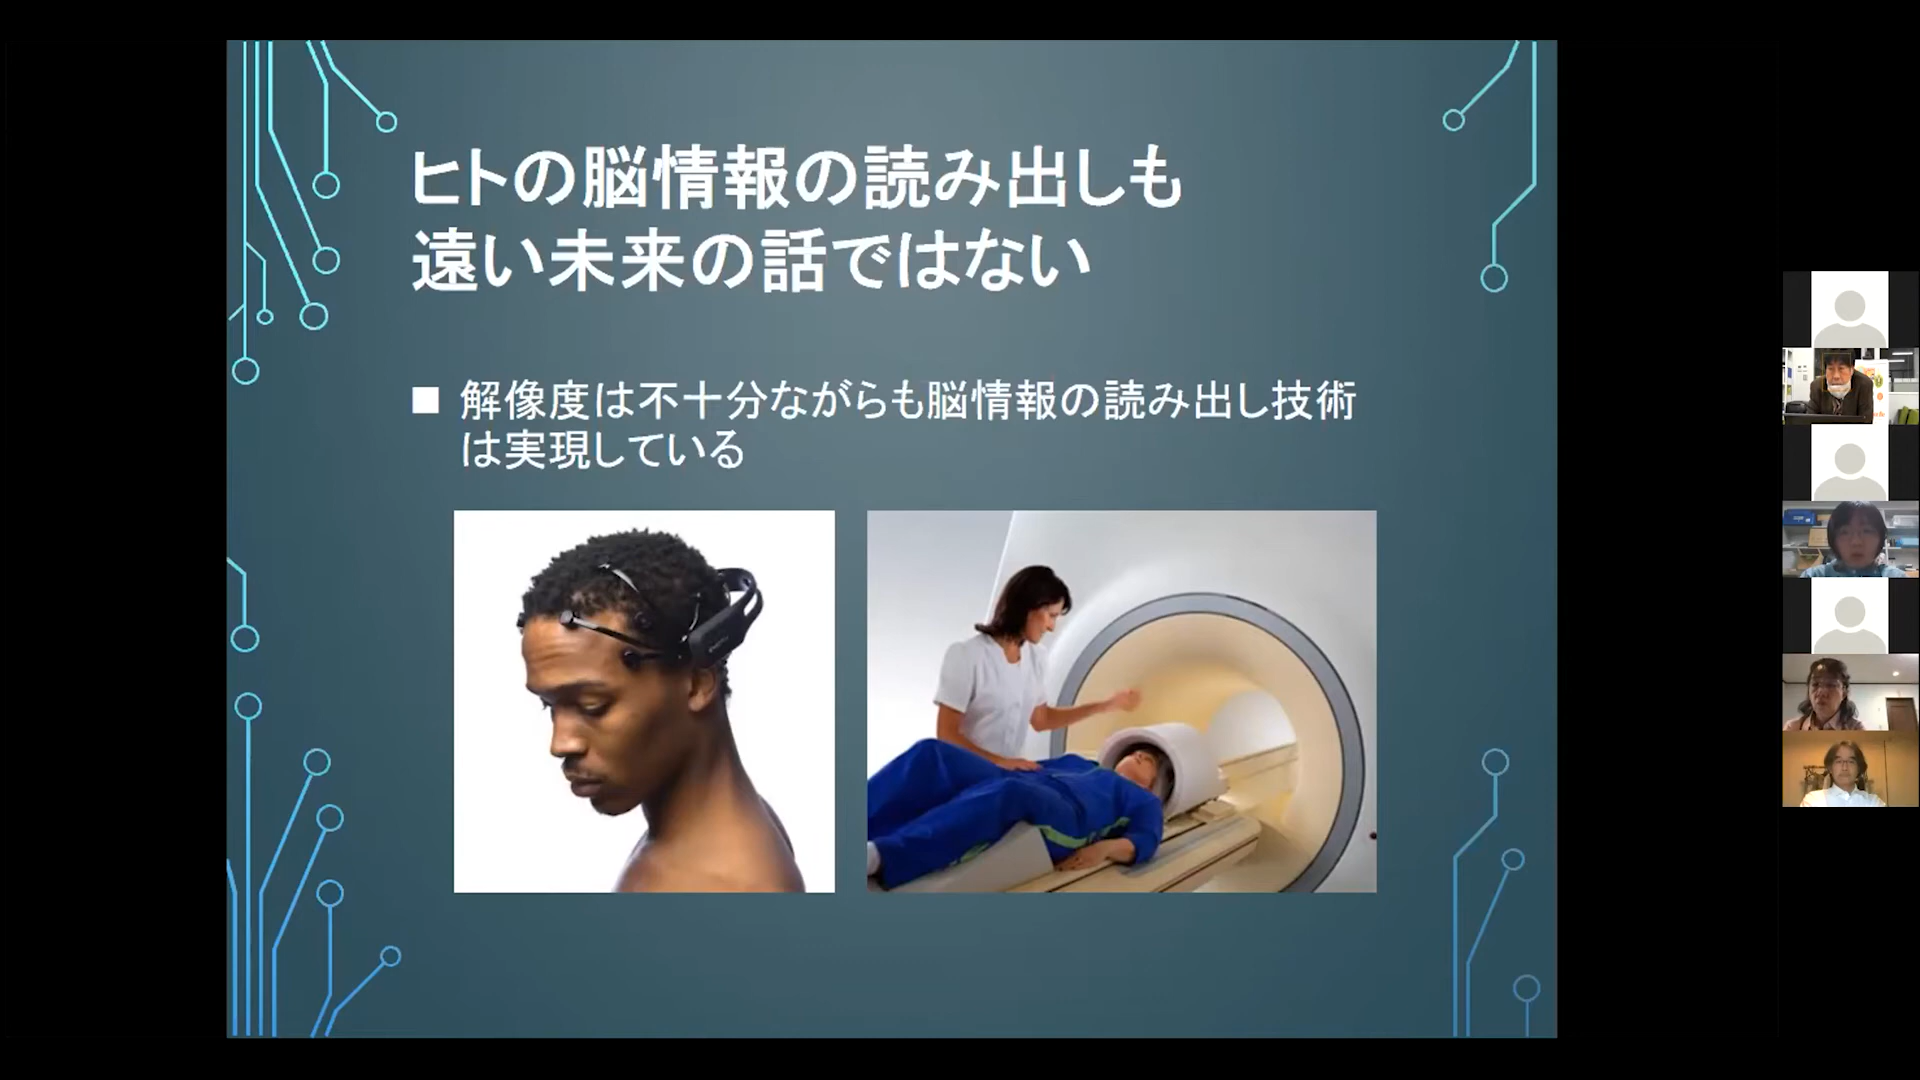 ヒトの脳情報の読み出しも
遠い未来の話ではない
■ 解像度は不十分ながらも脳情報の読み出し技術
は実現している